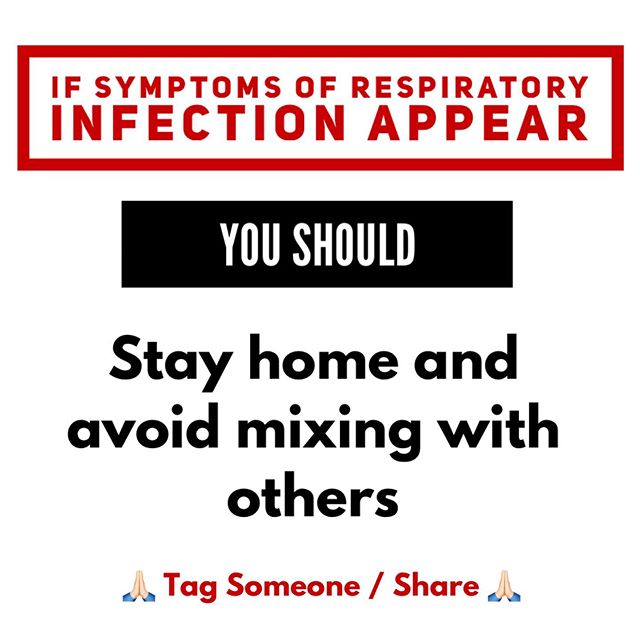 IF SYMPTOMS OF RESPIRATORY
INFECTION APPEAR
YOU SHOULD
Stay home and
avoid mixing with
others
🙏🏻 Tag Someone / Share 🙏🏻